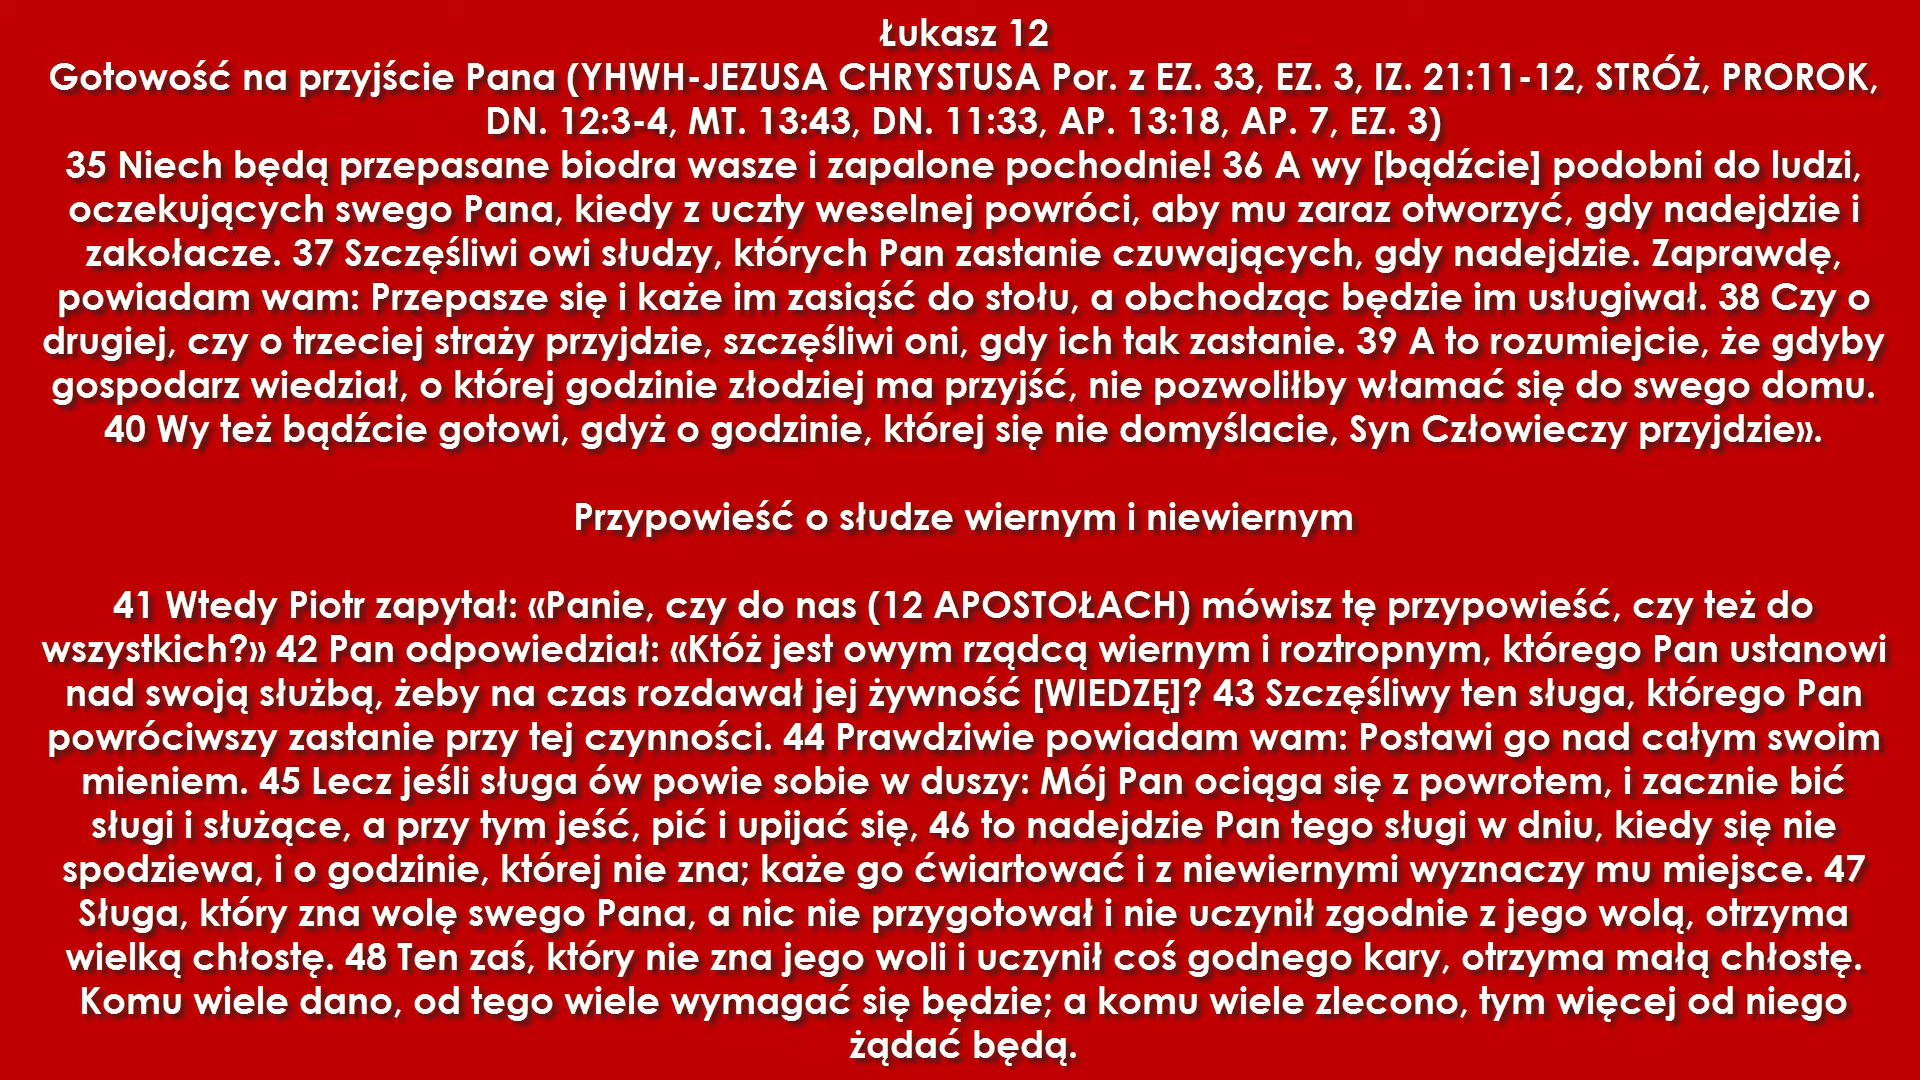 Łukasz 12
Gotowość na przyjście Pana (YHWH-JEZUSA CHRYSTUSA Por. z EZ. 33, EZ. 3, IZ. 21:11-12, STRÓŻ, PROROK,
DN. 12:3-4, MT. 13:43, DN. 11:33, AP. 13:18, AP. 7, EZ. 3)
35 Niech będą przepasane biodra wasze i zapalone pochodnie! 36 A wy [bądźcie] podobni do ludzi,
oczekujących swego Pana, kiedy z uczty weselnej powróci, aby mu zaraz otworzyć, gdy nadejdzie i
zakołacze. 37 Szczęśliwi owi słudzy, których Pan zastanie czuwających, gdy nadejdzie. Zaprawdę,
powiadam wam: Przepasze się i każe im zasiąść do stołu, a obchodząc będzie im usługiwał. 38 Czy o
drugiej, czy o trzeciej straży przyjdzie, szczęśliwi oni, gdy ich tak zastanie. 39 A to rozumiejcie, że gdyby
gospodarz wiedział, o której godzinie złodziej ma przyjść, nie pozwoliłby włamać się do swego domu.
40 Wy też bądźcie gotowi, gdyż o godzinie, której się nie domyślacie, Syn Człowieczy przyjdzie».
Przypowieść o słudze wiernym i niewiernym
41 Wtedy Piotr zapytał: «Panie, czy do nas (12 APOSTOŁACH) mówisz tę przypowieść, czy też do
wszystkich?» 42 Pan odpowiedział: «Któż jest owym rządcą wiernym i roztropnym, którego Pan ustanowi
nad swoją służbą, żeby na czas rozdawał jej żywność [WIEDZĘ]? 43 Szczęśliwy ten sługa, którego Pan
powróciwszy zastanie przy tej czynności. 44 Prawdziwie powiadam wam: Postawi go nad całym swoim
mieniem. 45 Lecz jeśli sługa ów powie sobie w duszy: Mój Pan ociąga się z powrotem, i zacznie bić
sługi i służące, a przy tym jeść, pić i upijać się, 46 to nadejdzie Pan tego sługi w dniu, kiedy się nie
spodziewa, i o godzinie, której nie zna; każe go ćwiartować i z niewiernymi wyznaczy mu miejsce. 47
Sługa, który zna wolę swego Pana, a nic nie przygotował i nie uczynił zgodnie z jego wolą, otrzyma
wielką chłostę. 48 Ten zaś, który nie zna jego woli i uczynił coś godnego kary, otrzyma małą chłostę.
Komu wiele dano, od tego wiele wymagać się będzie; a komu wiele zlecono, tym więcej od niego
żądać będą.